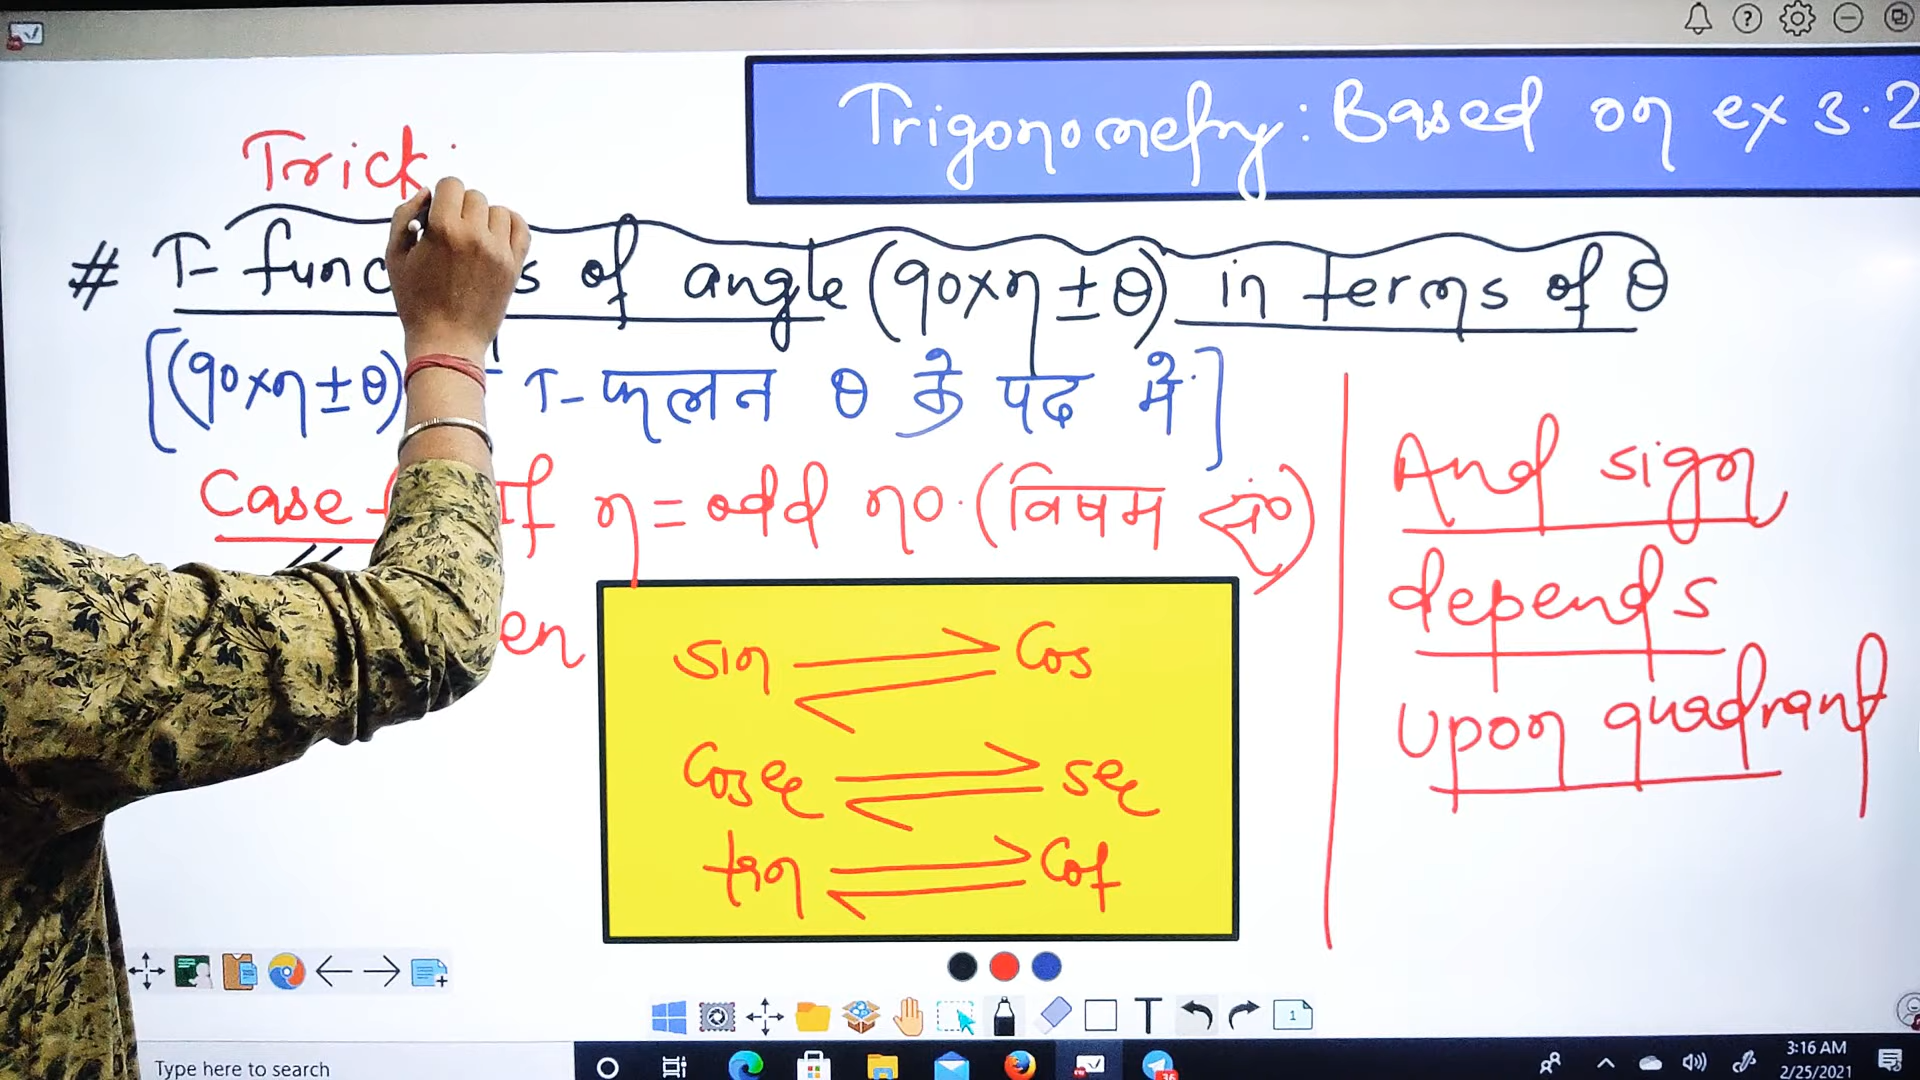 Trigonometry: Based on ex 3.2
Trick:
# T- func s of angle (90×n ± θ) in terms of θ
[(90×n ± θ) T- फलन θ के पद में.]
Case If n = odd no. (विषम सं०)
en
sin ⇌ Cos
Cosec ⇌ sec
tan ⇌ Cot
And sign
depends
upon quadrant
1
T
Type here to search
36
3:16 AM
2/25/2021